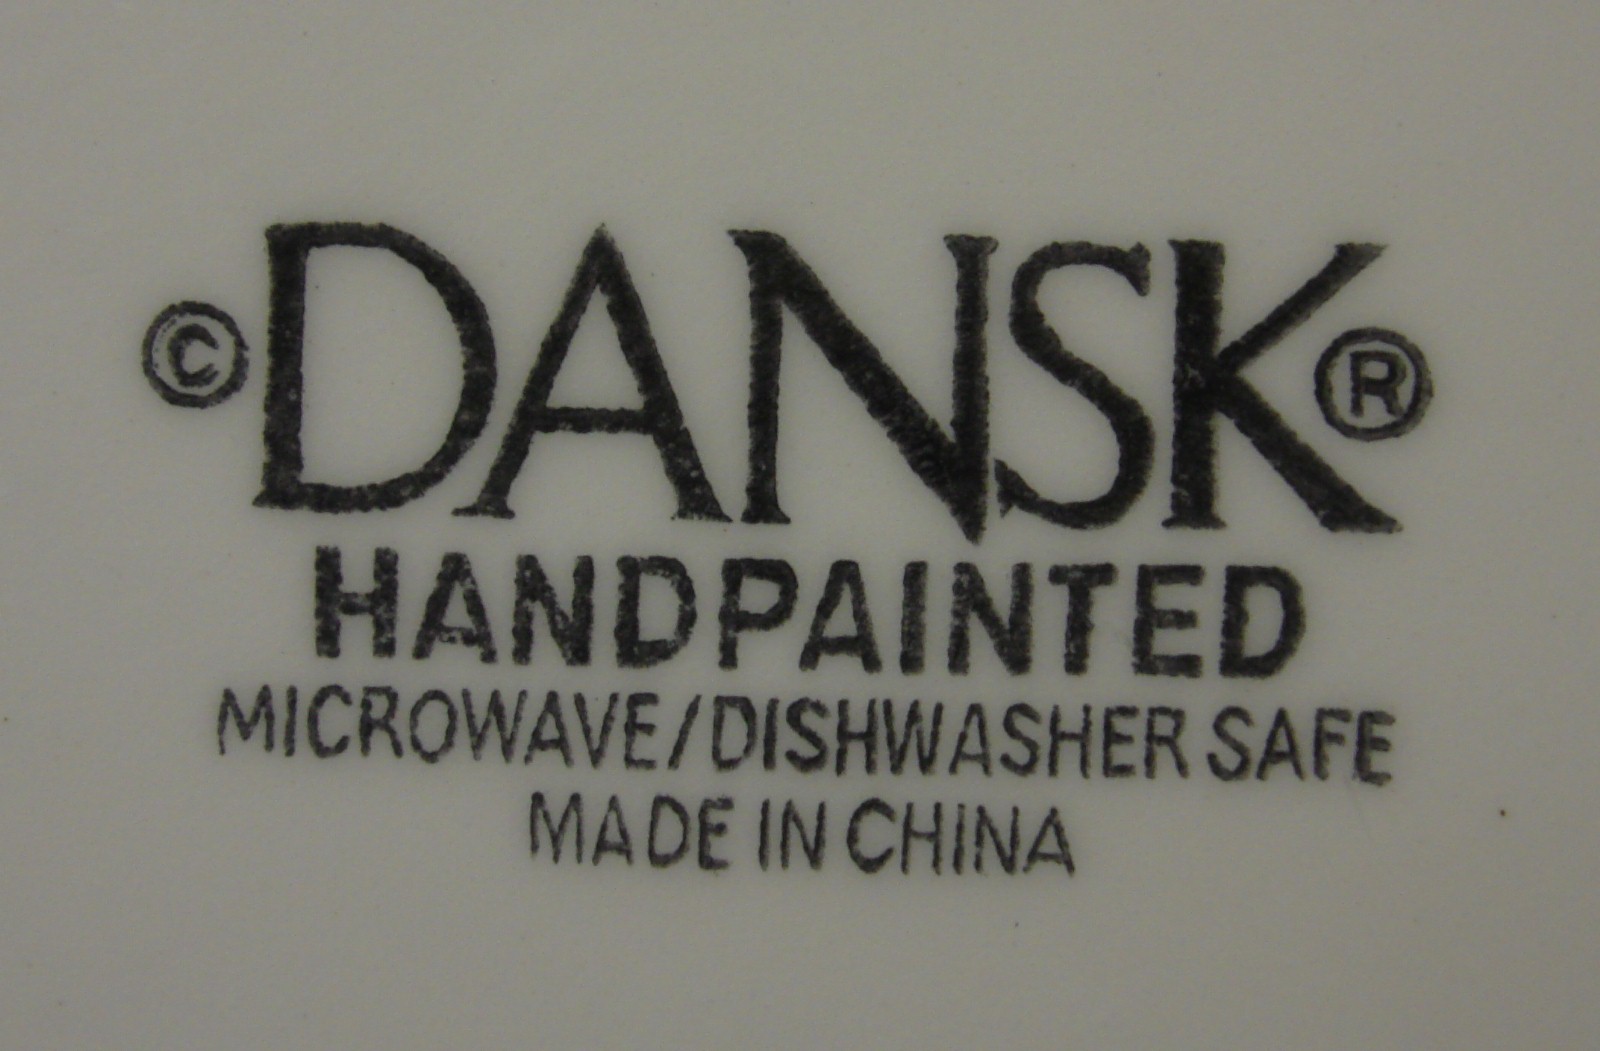 © DANSK ®
HANDPAINTED
MICROWAVE/DISHWASHER SAFE
MADE IN CHINA